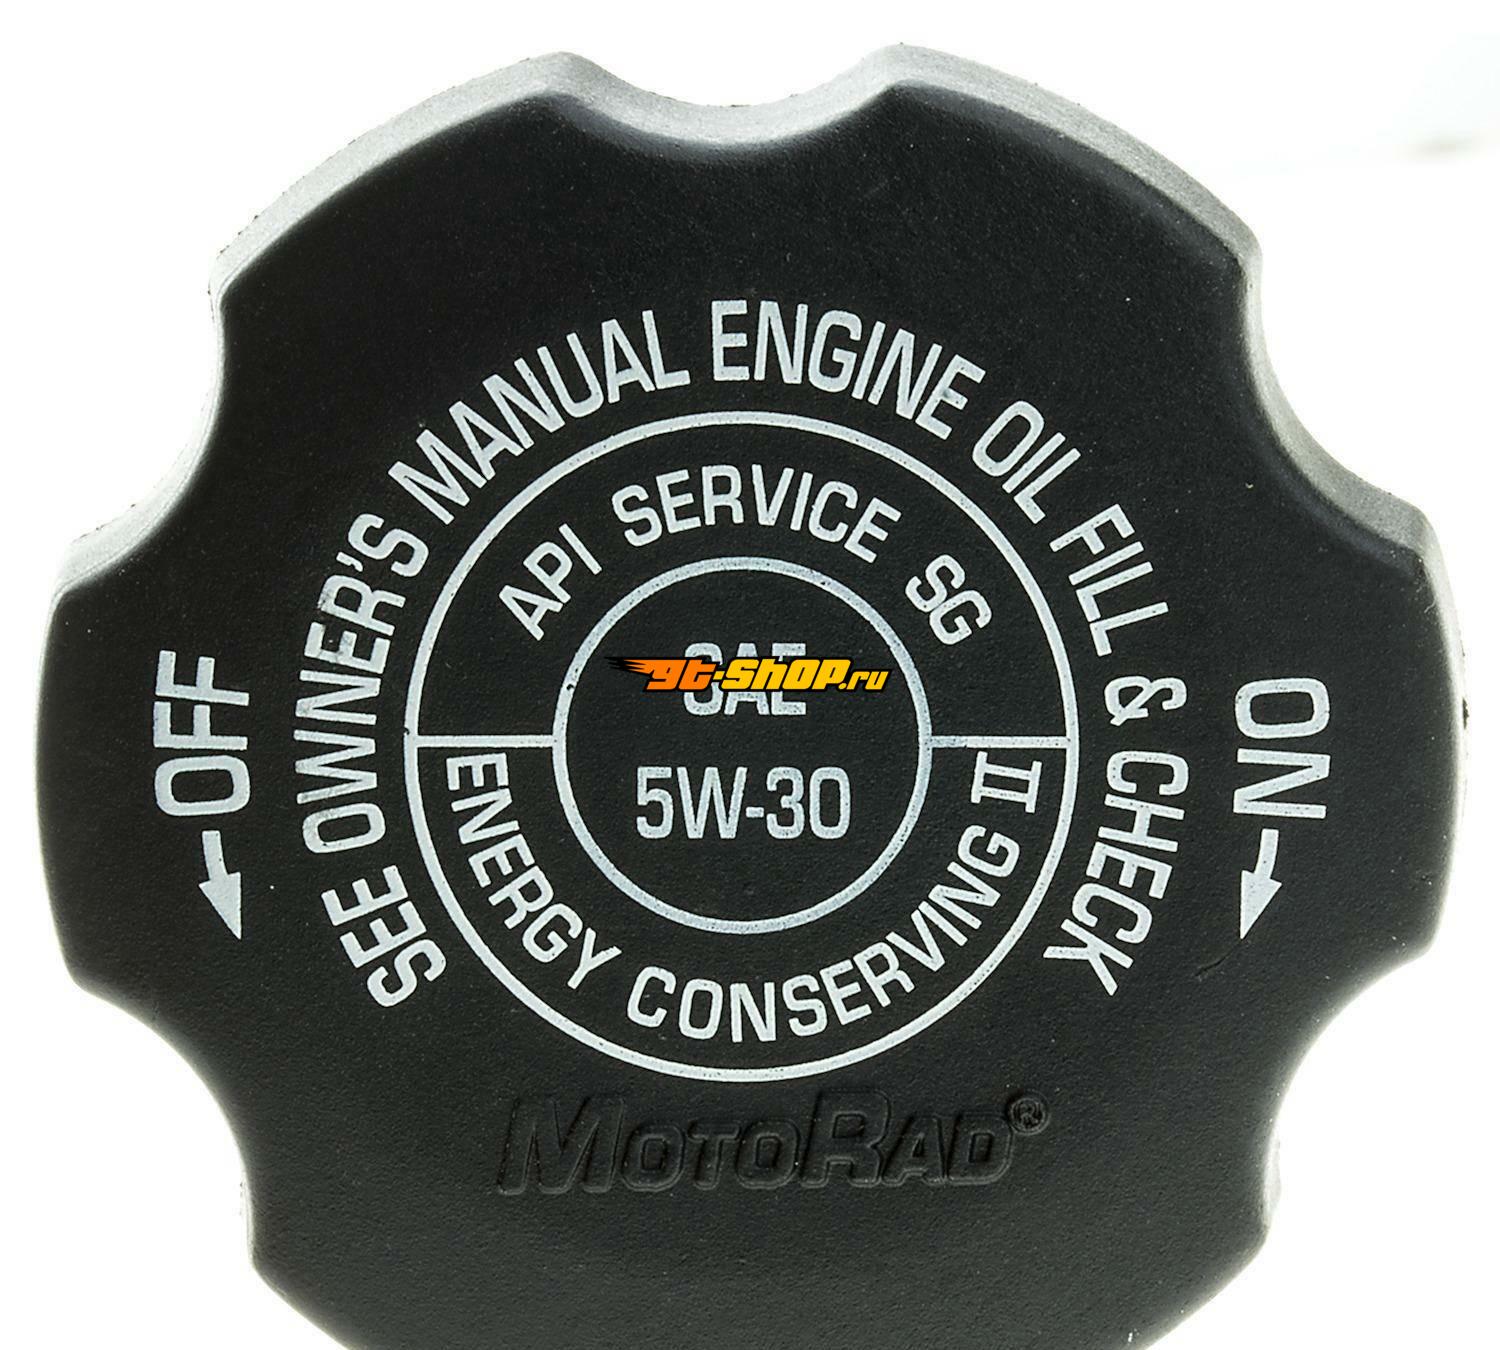 SEE OWNER'S MANUAL ENGINE OIL FILL & CHECK
API SERVICE SG
SAE
gt-shop.ru
5W-30
ENERGY CONSERVING III
OFF
ON
MOTORAD®